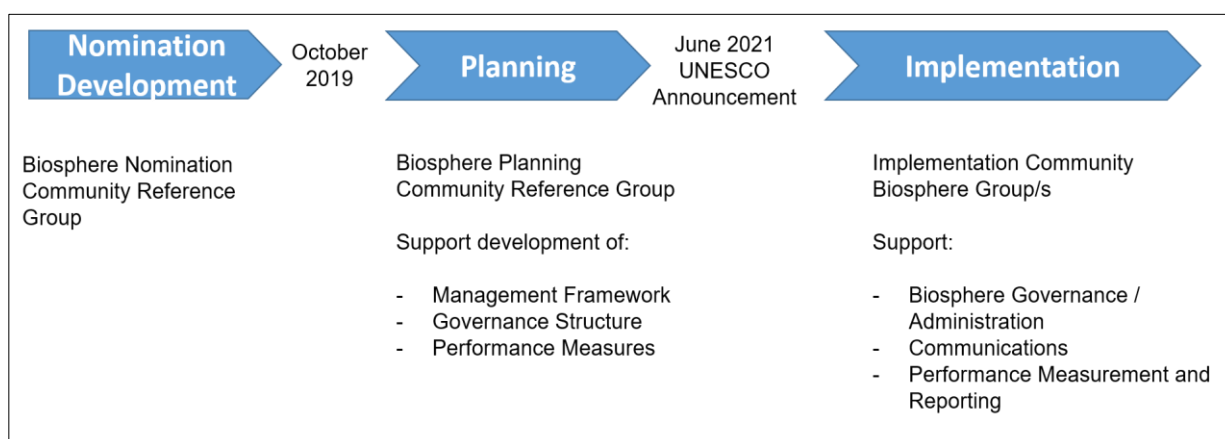 Nomination
Development
October
2019
Planning
June 2021
UNESCO
Announcement
Implementation
Biosphere Nomination
Community Reference
Group
Biosphere Planning
Community Reference Group
Support development of:
- Management Framework
- Governance Structure
- Performance Measures
Implementation Community
Biosphere Group/s
Support:
- Biosphere Governance /
Administration
- Communications
- Performance Measurement and
Reporting